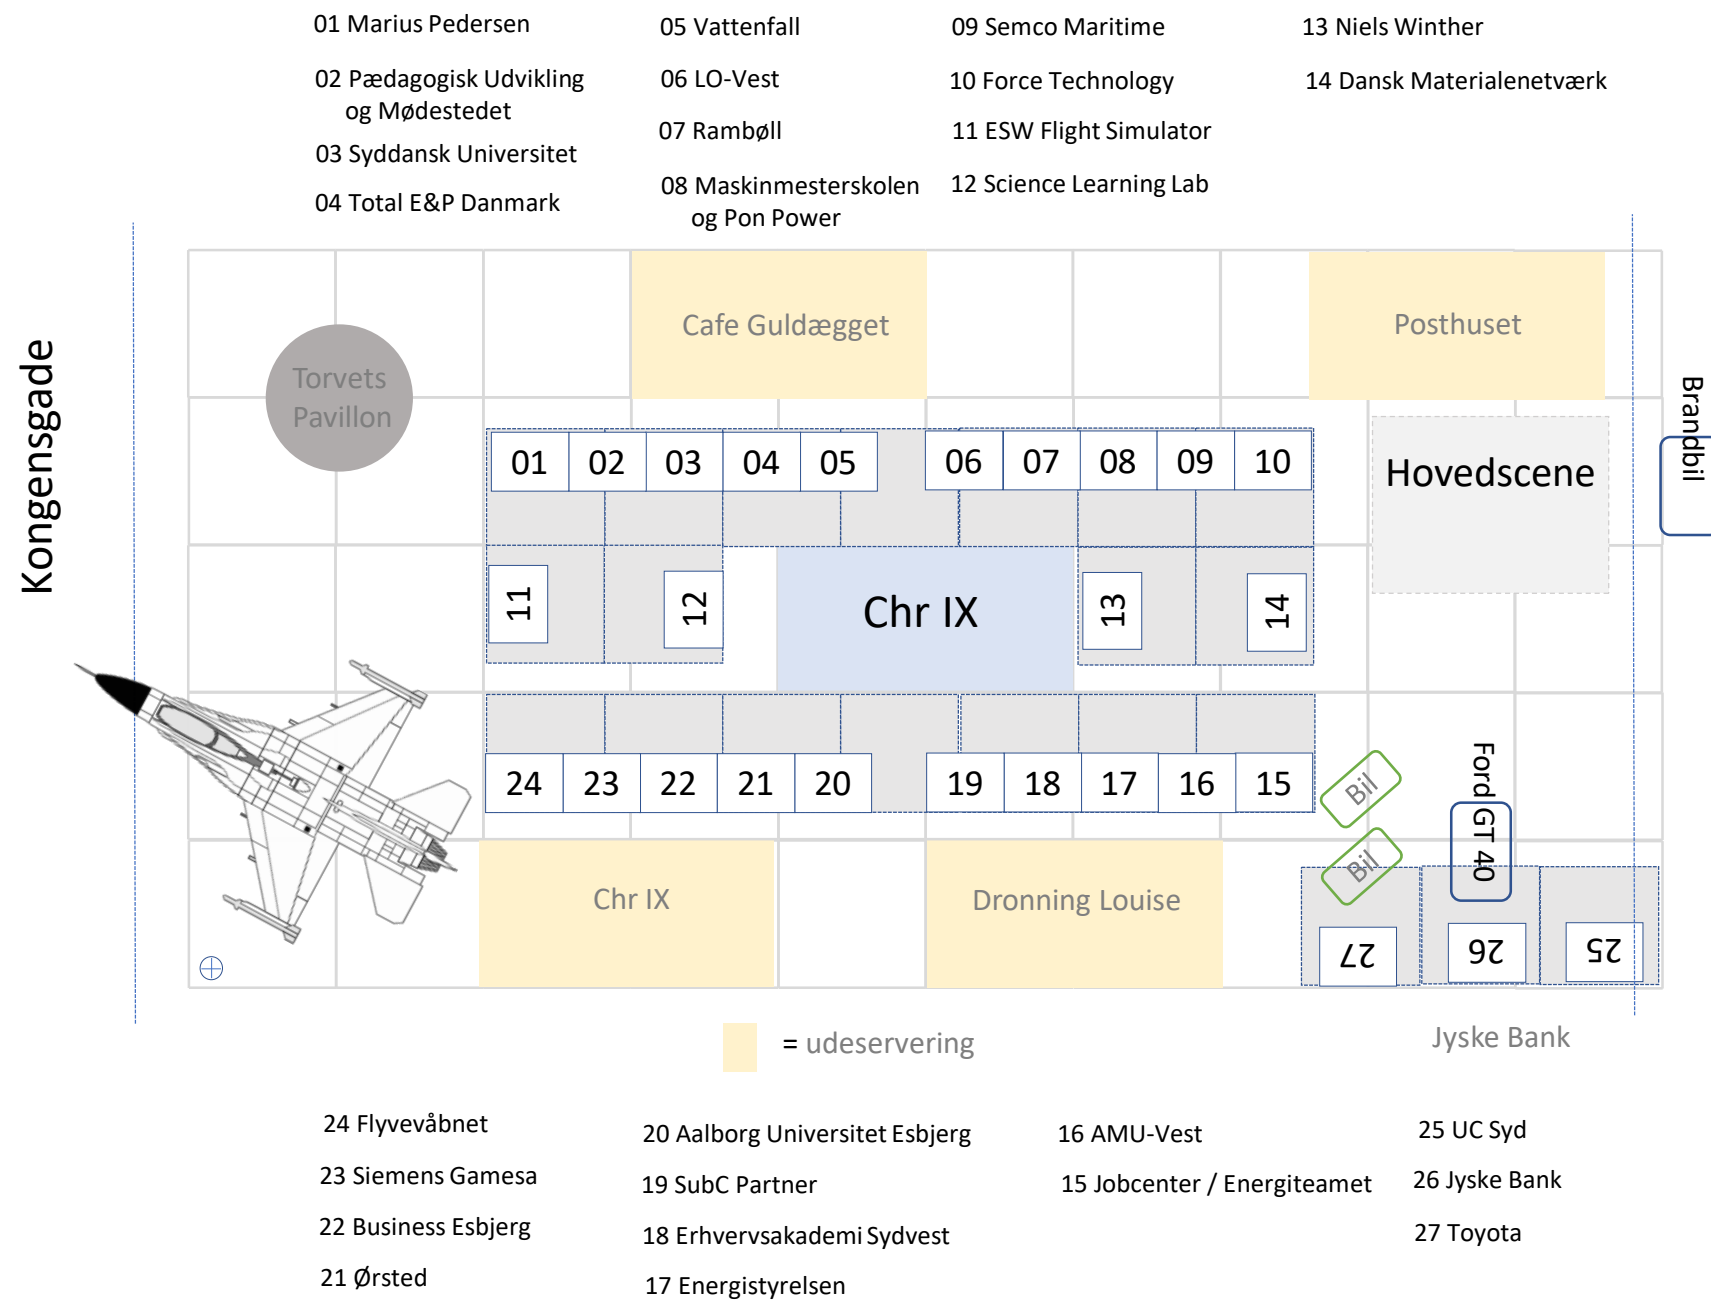 01 Marius Pedersen
02 Pædagogisk Udvikling
og Mødestedet
03 Syddansk Universitet
04 Total E&P Danmark
05 Vattenfall
06 LO-Vest
07 Rambøll
08 Maskinmesterskolen
og Pon Power
09 Semco Maritime
10 Force Technology
11 ESW Flight Simulator
12 Science Learning Lab
13 Niels Winther
14 Dansk Materialenetværk
Kongensgade
Torvets
Pavillon
Cafe Guldægget
Posthuset
Brandbil
01 02 03 04 05 06 07 08 09 10
Hovedscene
11 12 Chr IX 13 14
24 23 22 21 20 19 18 17 16 15
Bil
Bil
Ford GT 40
Chr IX
Dronning Louise
27 26 25
= udeservering
Jyske Bank
24 Flyvevåbnet
23 Siemens Gamesa
22 Business Esbjerg
21 Ørsted
20 Aalborg Universitet Esbjerg
19 SubC Partner
18 Erhvervsakademi Sydvest
17 Energistyrelsen
16 AMU-Vest
15 Jobcenter / Energiteamet
25 UC Syd
26 Jyske Bank
27 Toyota